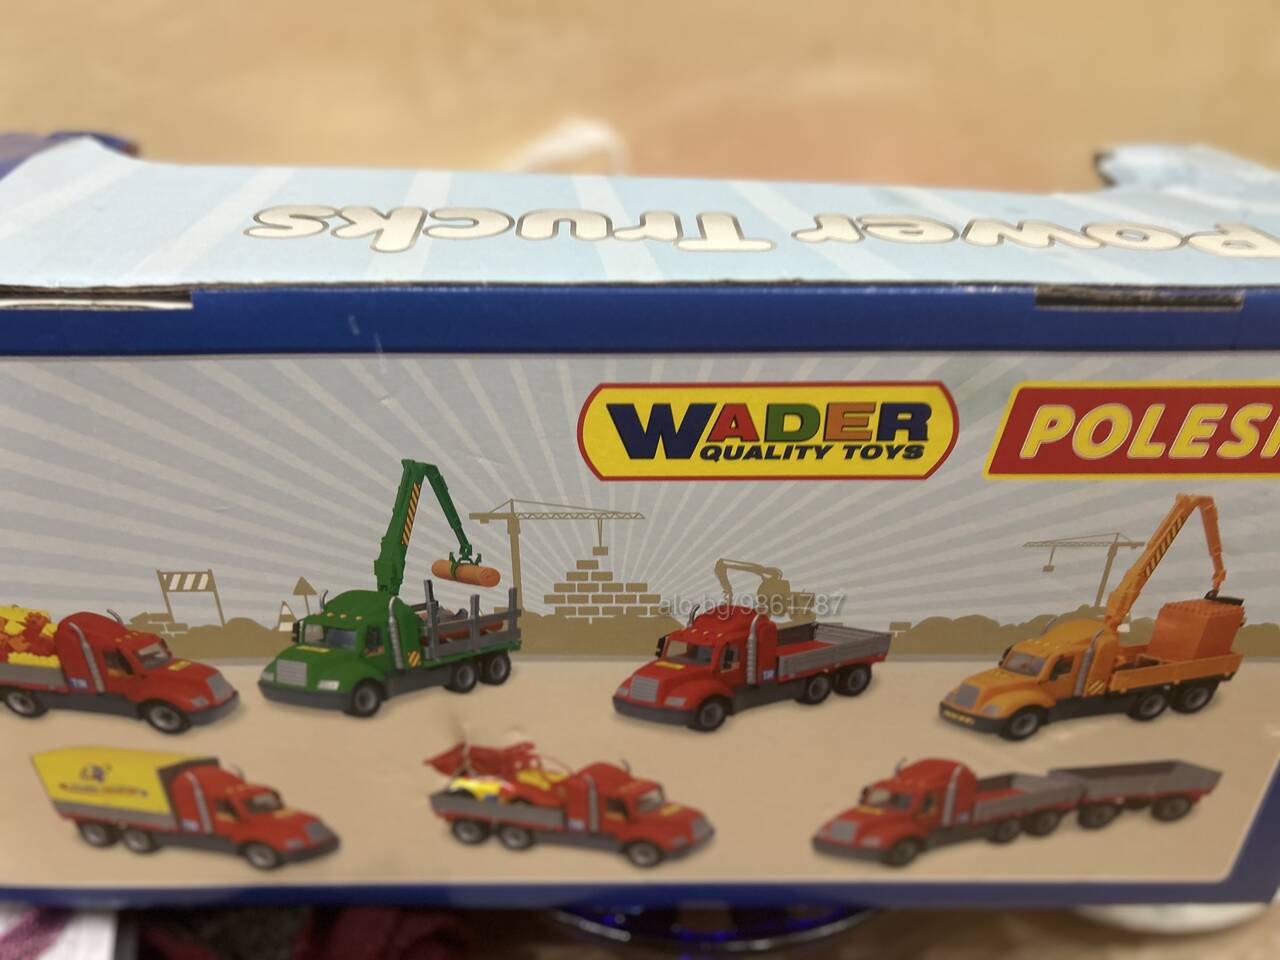 Power Trucks
WADER
QUALITY TOYS
POLESI
alo.bg/9861787